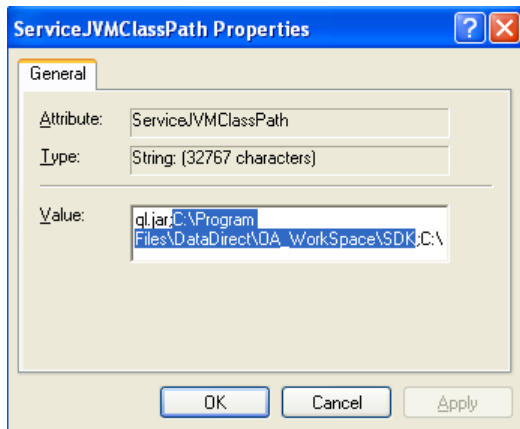 ServiceJVMClassPath Properties
General
Attribute: ServiceJVMClassPath
Type: String: (32767 characters)
Value: ql.jar;C:\Program
Files\DataDirect\OA_WorkSpace\SDK;C:\
OK Cancel Apply